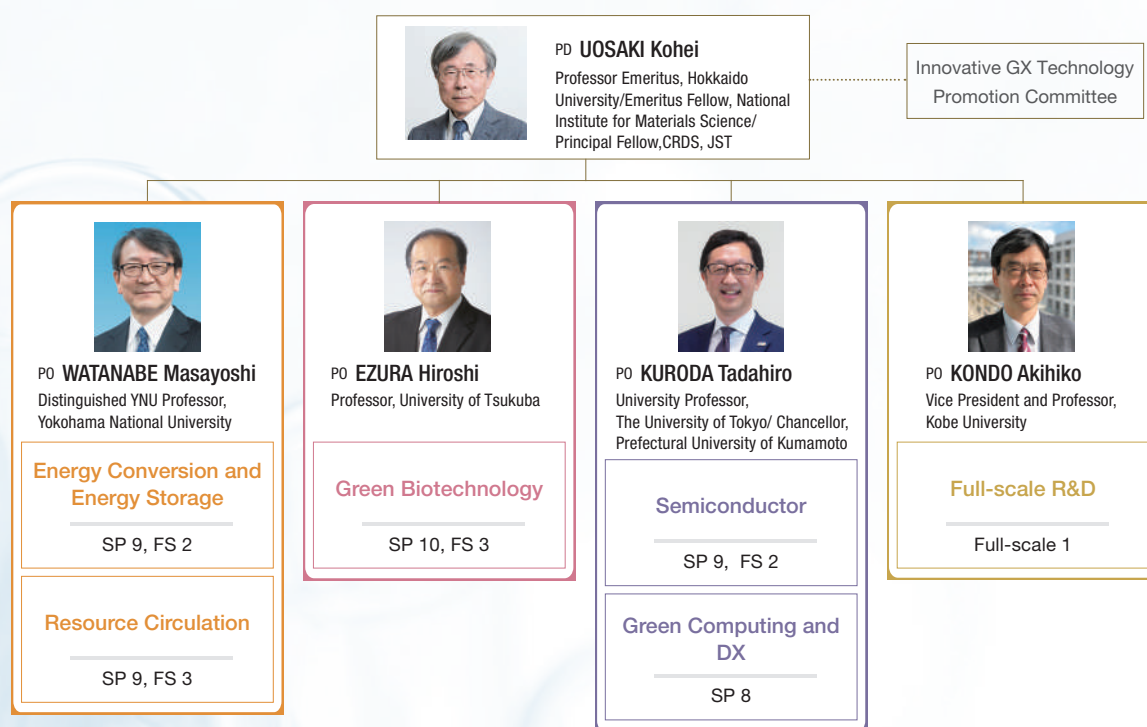 PD UOSAKI Kohei
Professor Emeritus, Hokkaido
University/Emeritus Fellow, National
Institute for Materials Science/
Principal Fellow,CRDS, JST
Innovative GX Technology
Promotion Committee
PO WATANABE Masayoshi
Distinguished YNU Professor,
Yokohama National University
Energy Conversion and
Energy Storage
SP 9, FS 2
Resource Circulation
SP 9, FS 3
PO EZURA Hiroshi
Professor, University of Tsukuba
Green Biotechnology
SP 10, FS 3
PO KURODA Tadahiro
University Professor,
The University of Tokyo/ Chancellor,
Prefectural University of Kumamoto
Semiconductor
SP 9, FS 2
Green Computing and
DX
SP 8
PO KONDO Akihiko
Vice President and Professor,
Kobe University
Full-scale R&D
Full-scale 1